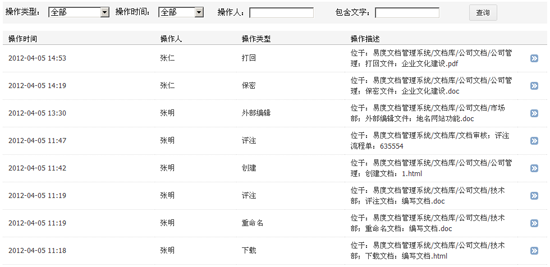 操作类型： 全部 操作时间： 全部 操作人： 包含文字： 查询
操作时间 操作人 操作类型 操作描述
2012-04-05 14:53 张仁 打回 位于：易度文档管理系统/文档库/公司文档/公司管理；打回文件：企业文化建设.pdf
2012-04-05 14:19 张仁 保密 位于：易度文档管理系统/文档库/公司文档/公司管理；保密文件：企业文化建设.doc
2012-04-05 13:30 张明 外部编辑 位于：易度文档管理系统/文档库/公司文档/市场部；外部编辑文件：地名网站功能.doc
2012-04-05 11:47 张明 评注 位于：易度文档管理系统/文档库/文档审核；评注流程单：635554
2012-04-05 11:42 张明 创建 位于：易度文档管理系统/文档库/公司文档/公司管理；创建文档：1.html
2012-04-05 11:19 张明 评注 位于：易度文档管理系统/文档库/公司文档/技术部；评注文档：编写文档.doc
2012-04-05 11:19 张明 重命名 位于：易度文档管理系统/文档库/公司文档/技术部；重命名文档：编写文档.doc
2012-04-05 11:18 张明 下载 位于：易度文档管理系统/文档库/公司文档/技术部；下载文档：编写文档.html